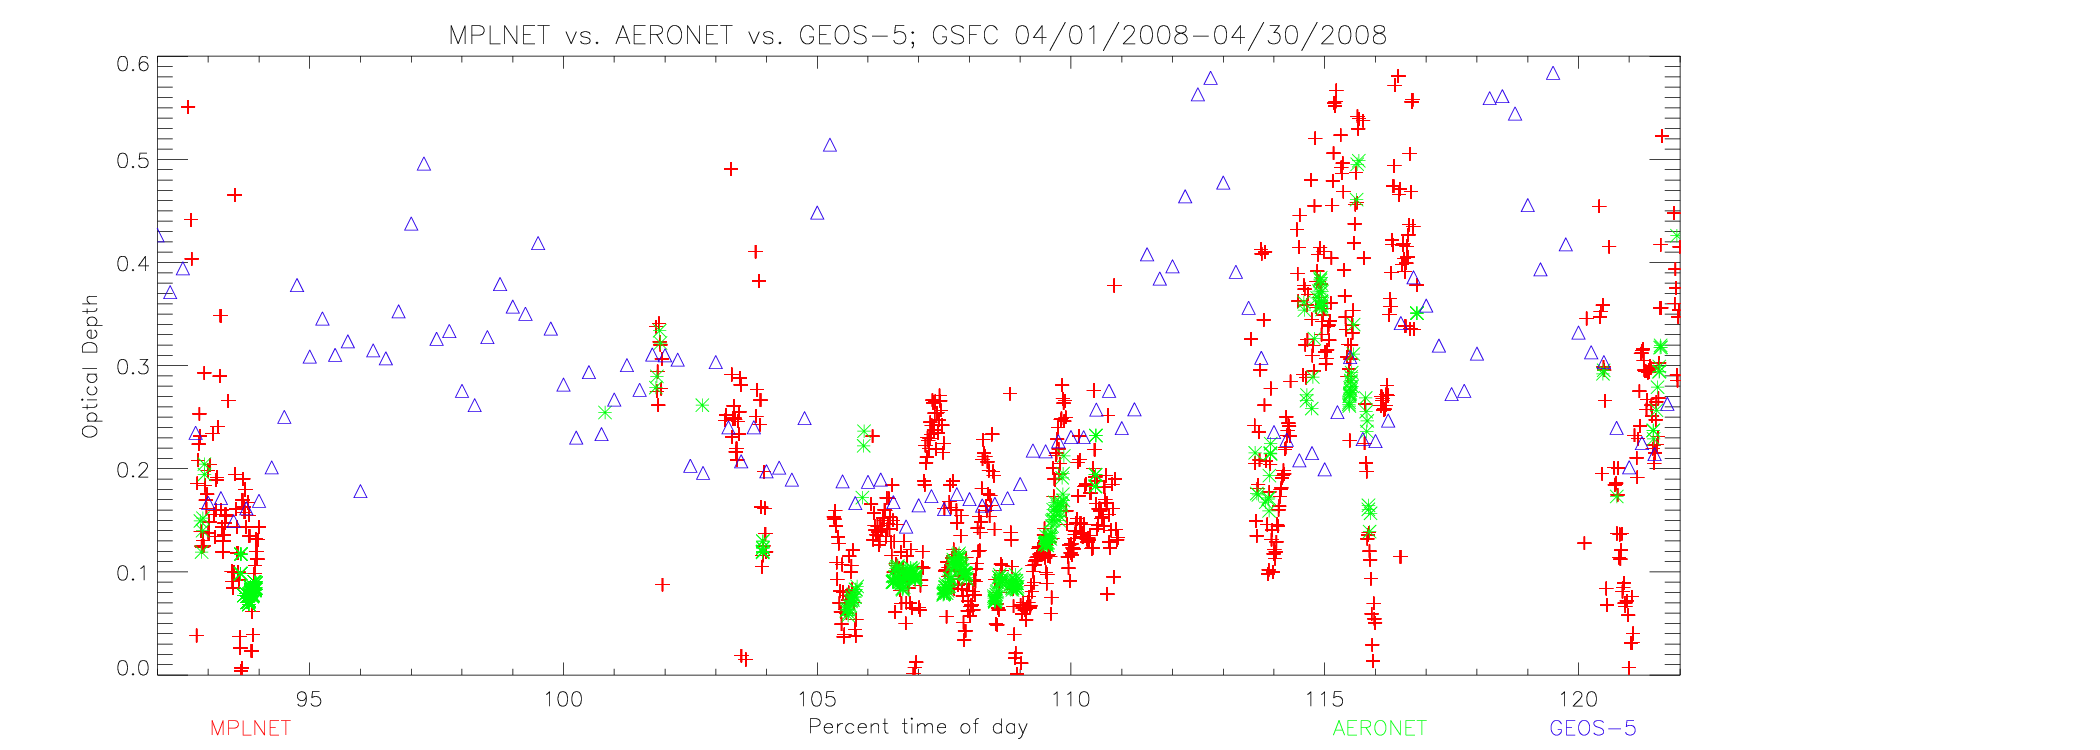 MPLNET vs. AERONET vs. GEOS-5; GSFC 04/01/2008-04/30/2008
0.6
0.5
0.4
0.3
0.2
0.1
0.0
Optical Depth
95 100 105 110 115 120
Percent time of day
MPLNET AERONET GEOS-5